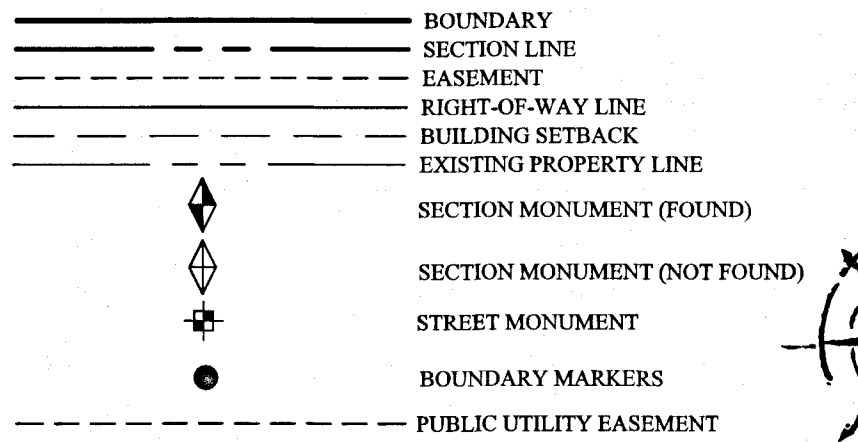 BOUNDARY
SECTION LINE
EASEMENT
RIGHT-OF-WAY LINE
BUILDING SETBACK
EXISTING PROPERTY LINE
SECTION MONUMENT (FOUND)
SECTION MONUMENT (NOT FOUND)
STREET MONUMENT
BOUNDARY MARKERS
PUBLIC UTILITY EASEMENT